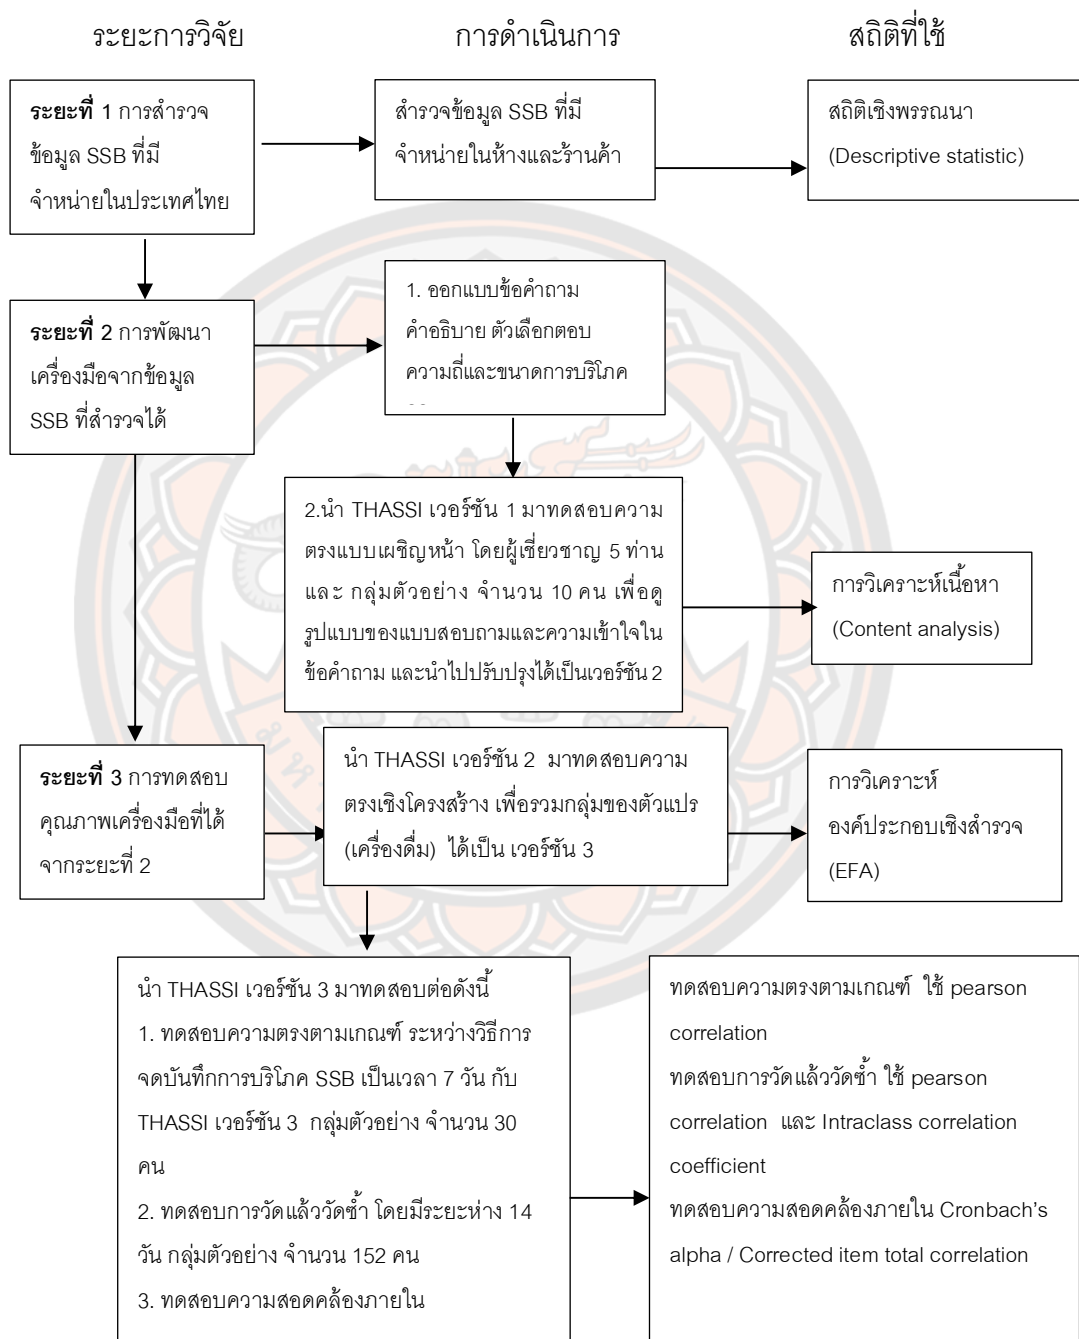 ระยะการวิจัย
การดำเนินการ
สถิติที่ใช้
ระยะที่ 1 การสำรวจ
ข้อมูล SSB ที่มี
จำหน่ายในประเทศไทย
สำรวจข้อมูล SSB ที่มี
จำหน่ายในห้างและร้านค้า
สถิติเชิงพรรณนา
(Descriptive statistic)
ระยะที่ 2 การพัฒนา
เครื่องมือจากข้อมูล
SSB ที่สำรวจได้
1. ออกแบบข้อคำถาม
คำอธิบาย ตัวเลือกตอบ
ความถี่และขนาดการบริโภค
2.นำ THASSI เวอร์ชัน 1 มาทดสอบความ
ตรงแบบเผชิญหน้า โดยผู้เชี่ยวชาญ 5 ท่าน
และ กลุ่มตัวอย่าง จำนวน 10 คน เพื่อดู
รูปแบบของแบบสอบถามและความเข้าใจใน
ข้อคำถาม และนำไปปรับปรุงได้เป็นเวอร์ชัน 2
การวิเคราะห์เนื้อหา
(Content analysis)
ระยะที่ 3 การทดสอบ
คุณภาพเครื่องมือที่ได้
จากระยะที่ 2
นำ THASSI เวอร์ชัน 2 มาทดสอบความ
ตรงเชิงโครงสร้าง เพื่อรวมกลุ่มของตัวแปร
(เครื่องดื่ม) ได้เป็น เวอร์ชัน 3
การวิเคราะห์
องค์ประกอบเชิงสำรวจ
(EFA)
นำ THASSI เวอร์ชัน 3 มาทดสอบต่อดังนี้
1. ทดสอบความตรงตามเกณฑ์ ระหว่างวิธีการ
จดบันทึกการบริโภค SSB เป็นเวลา 7 วัน กับ
THASSI เวอร์ชัน 3 กลุ่มตัวอย่าง จำนวน 30
คน
2. ทดสอบการวัดแล้ววัดซ้ำ โดยมีระยะห่าง 14
วัน กลุ่มตัวอย่าง จำนวน 152 คน
3. ทดสอบความสอดคล้องภายใน
ทดสอบความตรงตามเกณฑ์ ใช้ pearson
correlation
ทดสอบการวัดแล้ววัดซ้ำ ใช้ pearson
correlation และ Intraclass correlation
coefficient
ทดสอบความสอดคล้องภายใน Cronbach's
alpha / Corrected item total correlation